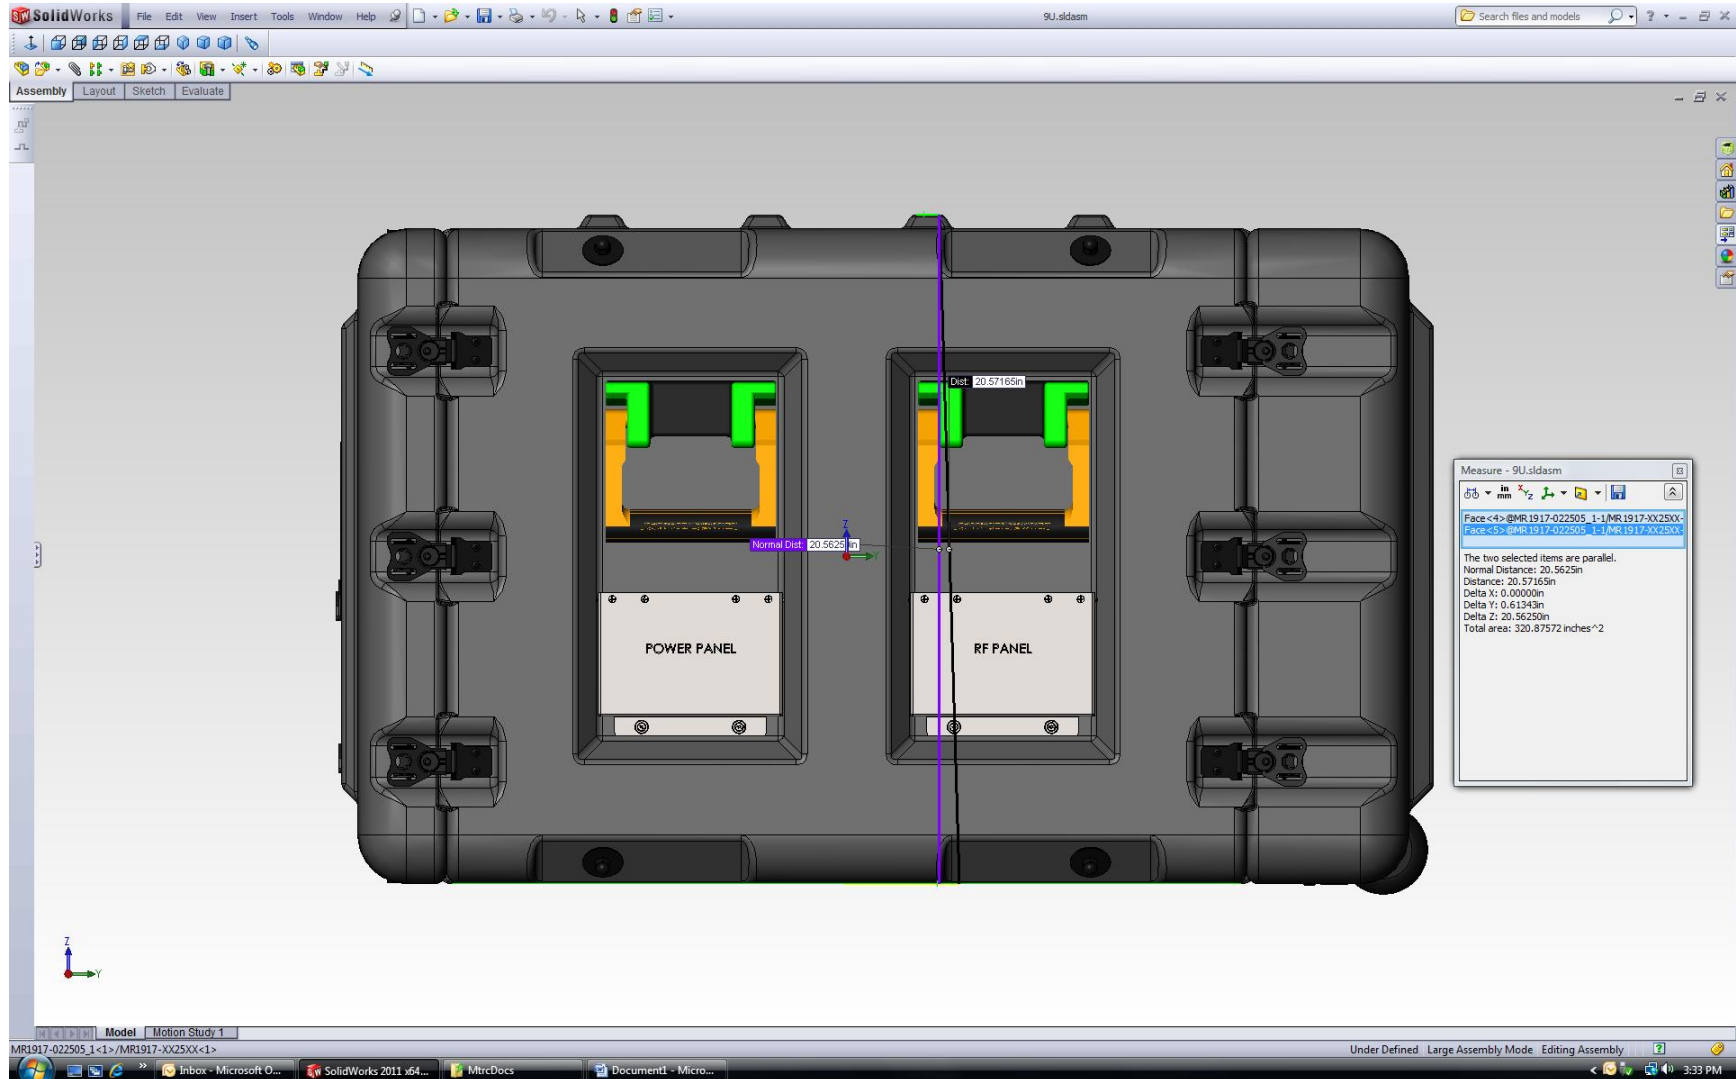 SolidWorks File Edit View Insert Tools Window Help 9U.sldasm Search files and models ?
Assembly Layout Sketch Evaluate
Dist: 20.57165in
Normal Dist: 20.5625in
Z
Y
POWER PANEL
RF PANEL
Measure - 9U.sldasm
in
mm
X Y Z
Face<4>@MR1917-022505_1-1/MR1917-XX25XX-
Face<5>@MR1917-022505_1-1/MR1917-XX25XX-
The two selected items are parallel.
Normal Distance: 20.5625in
Distance: 20.57165in
Delta X: 0.00000in
Delta Y: 0.61343in
Delta Z: 20.56250in
Total area: 320.87572 inches^2
Z
Y
Model Motion Study 1
MR1917-022505_1<1>/MR1917-XX25XX<1> Under Defined Large Assembly Mode Editing Assembly ?
Inbox - Microsoft O... SolidWorks 2011 x64... MtrcDocs Document1 - Micro... 3:33 PM